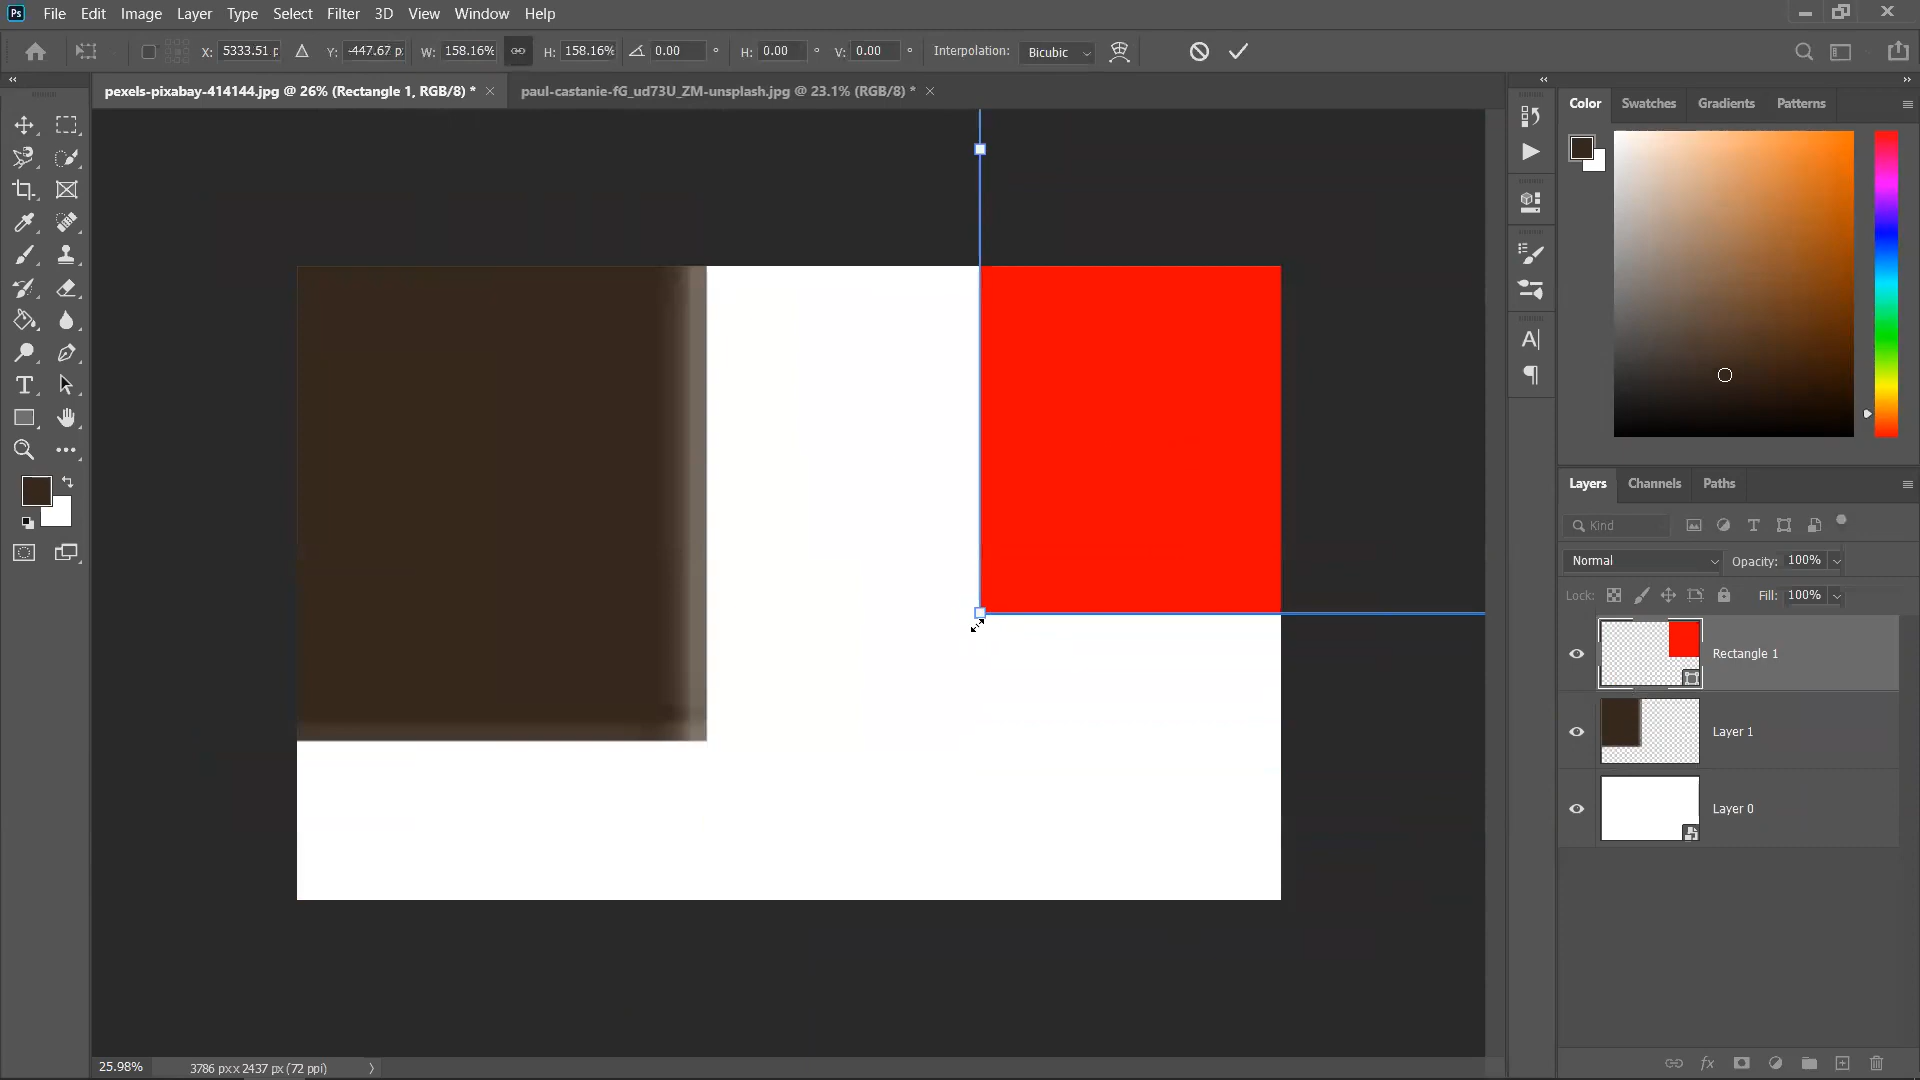 Ps File Edit Image Layer Type Select Filter 3D View Window Help
X: 5333.51 p Y: -447.67 p W: 158.16% H: 158.16% 0.00 ° H: 0.00 ° V: 0.00 ° Interpolation: Bicubic
pexels-pixabay-414144.jpg @ 26% (Rectangle 1, RGB/8) * paul-castanie-fG_ud73U_ZM-unsplash.jpg @ 23.1% (RGB/8) *
Color Swatches Gradients Patterns
Layers Channels Paths
Kind
Normal Opacity: 100%
Lock: Fill: 100%
Rectangle 1
Layer 1
Layer 0
25.98% 3786 px x 2437 px (72 ppi)